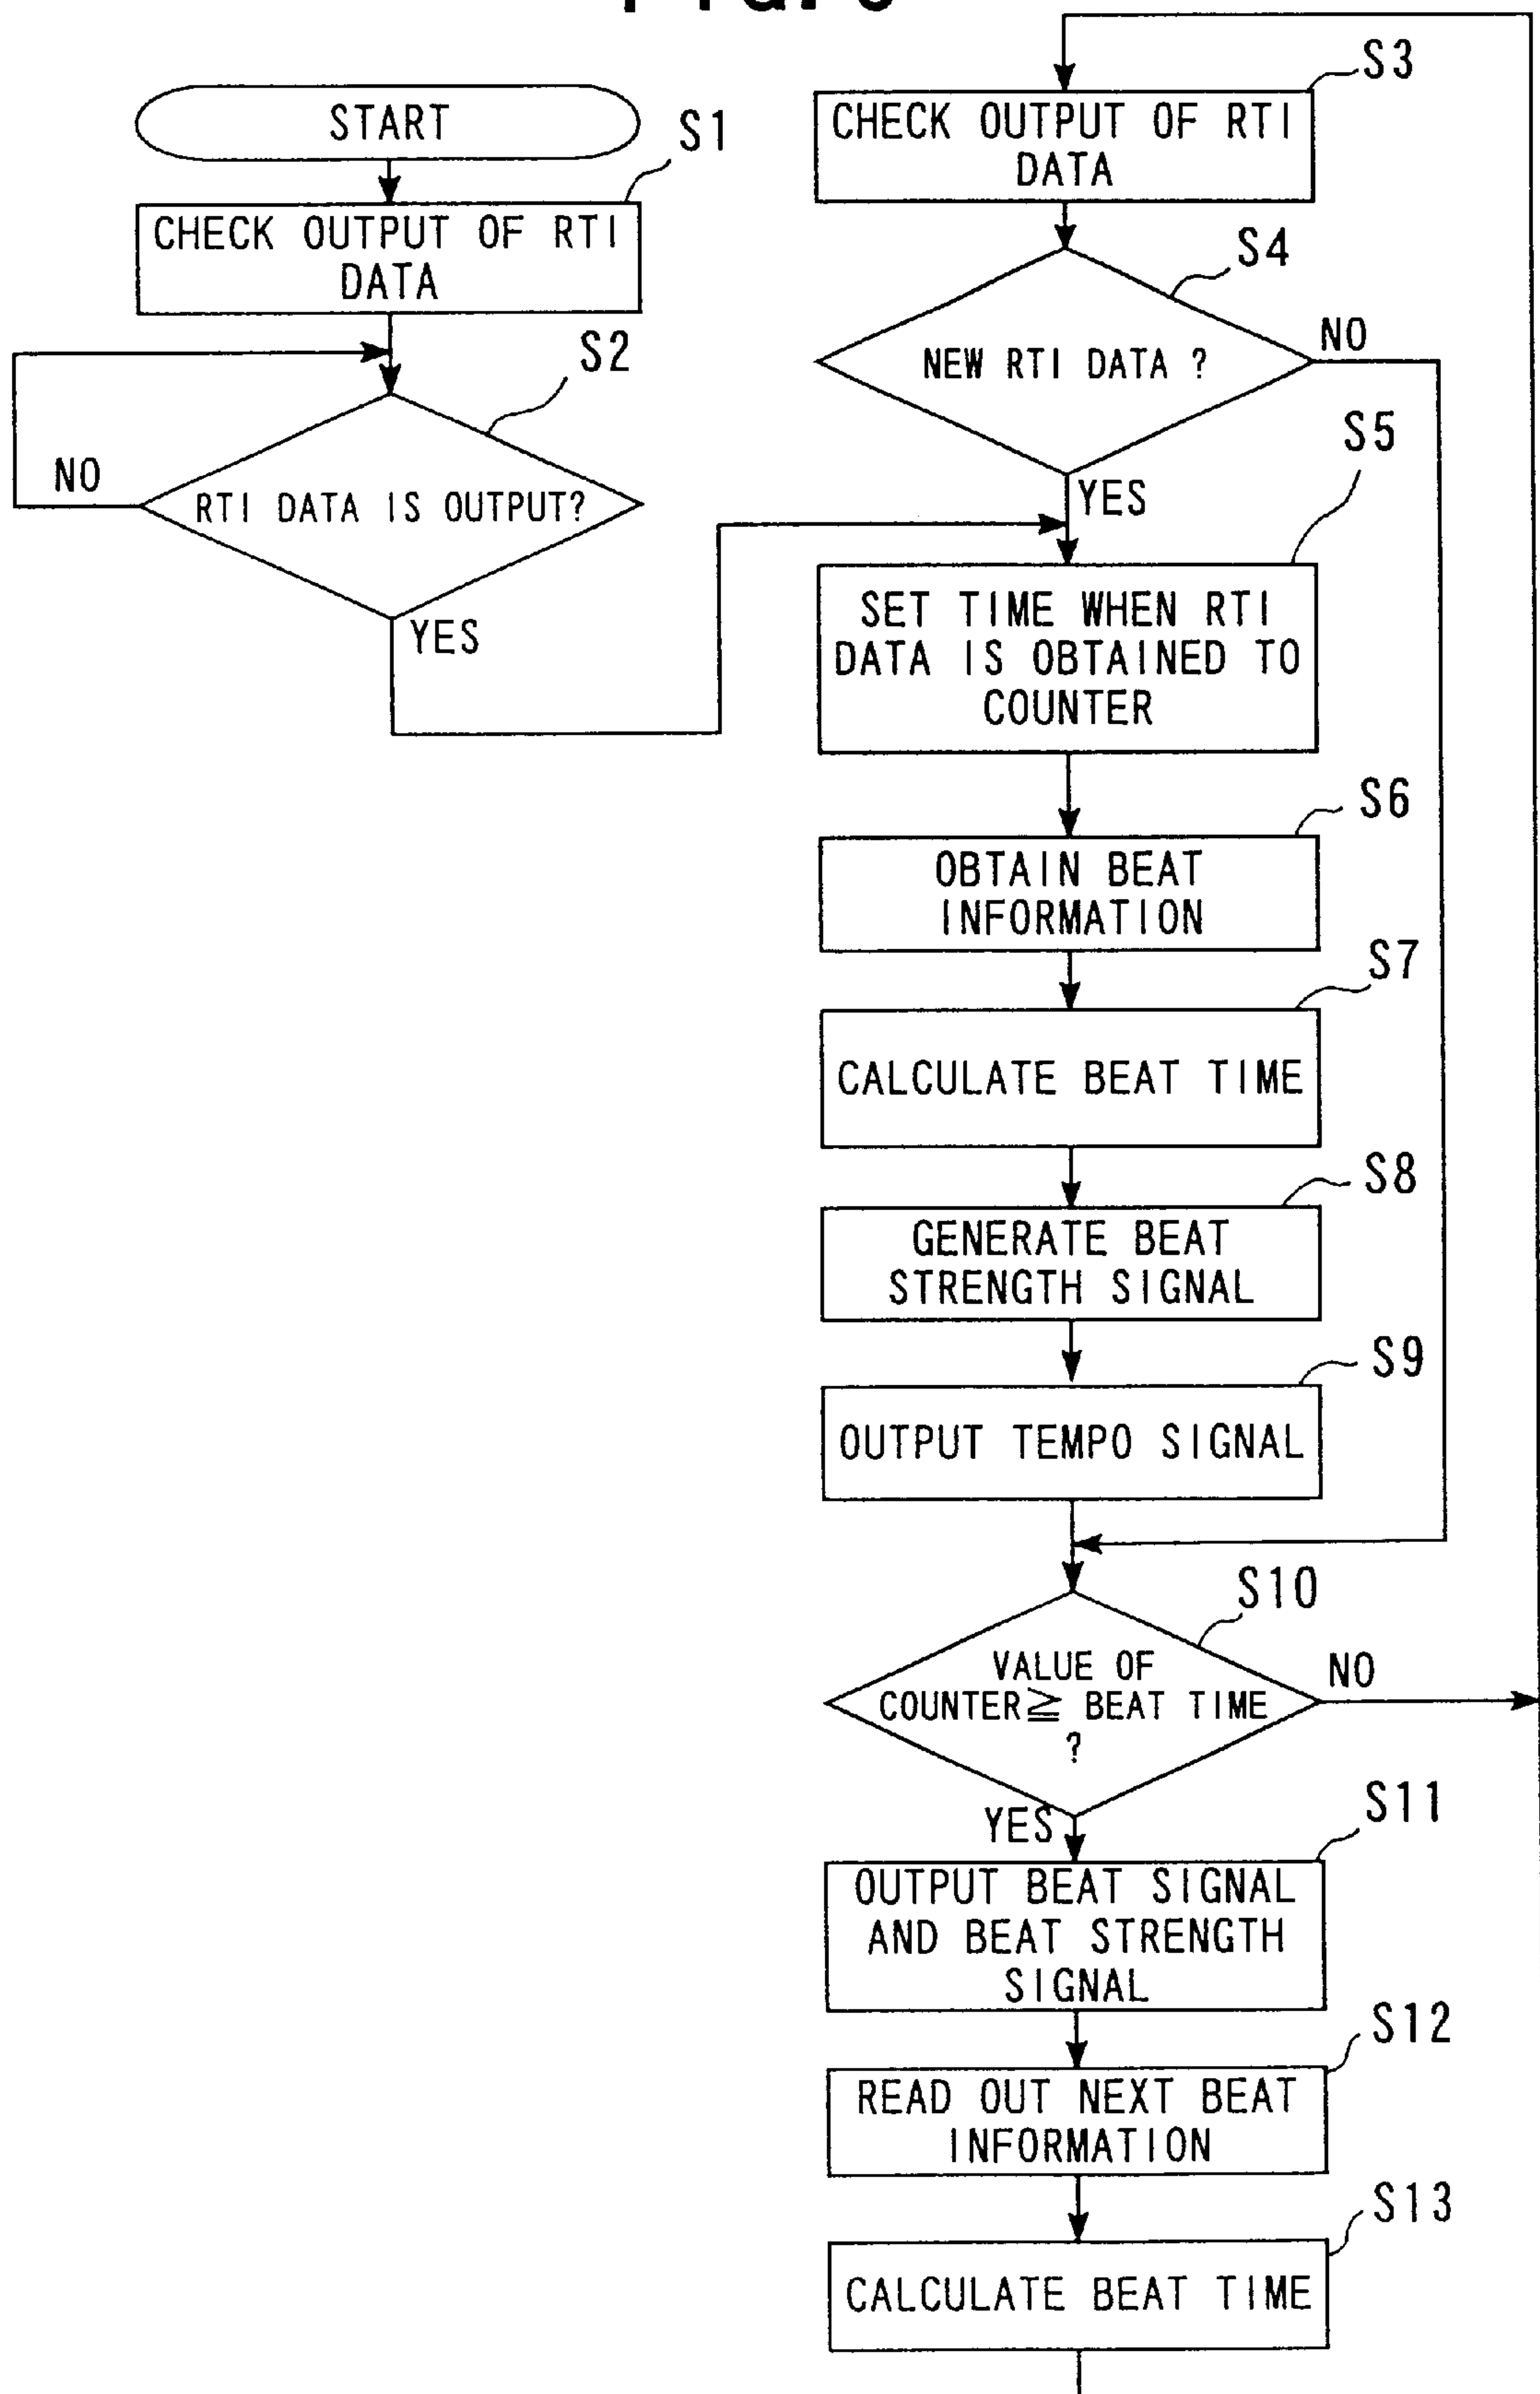 START
S1
CHECK OUTPUT OF RTI
DATA
S2
NO
RTI DATA IS OUTPUT?
YES
S3
CHECK OUTPUT OF RTI
DATA
S4
NO
NEW RTI DATA ?
YES
S5
SET TIME WHEN RTI
DATA IS OBTAINED TO
COUNTER
S6
OBTAIN BEAT
INFORMATION
S7
CALCULATE BEAT TIME
S8
GENERATE BEAT
STRENGTH SIGNAL
S9
OUTPUT TEMPO SIGNAL
S10
VALUE OF
COUNTER≧ BEAT TIME
?
NO
YES
S11
OUTPUT BEAT SIGNAL
AND BEAT STRENGTH
SIGNAL
S12
READ OUT NEXT BEAT
INFORMATION
S13
CALCULATE BEAT TIME